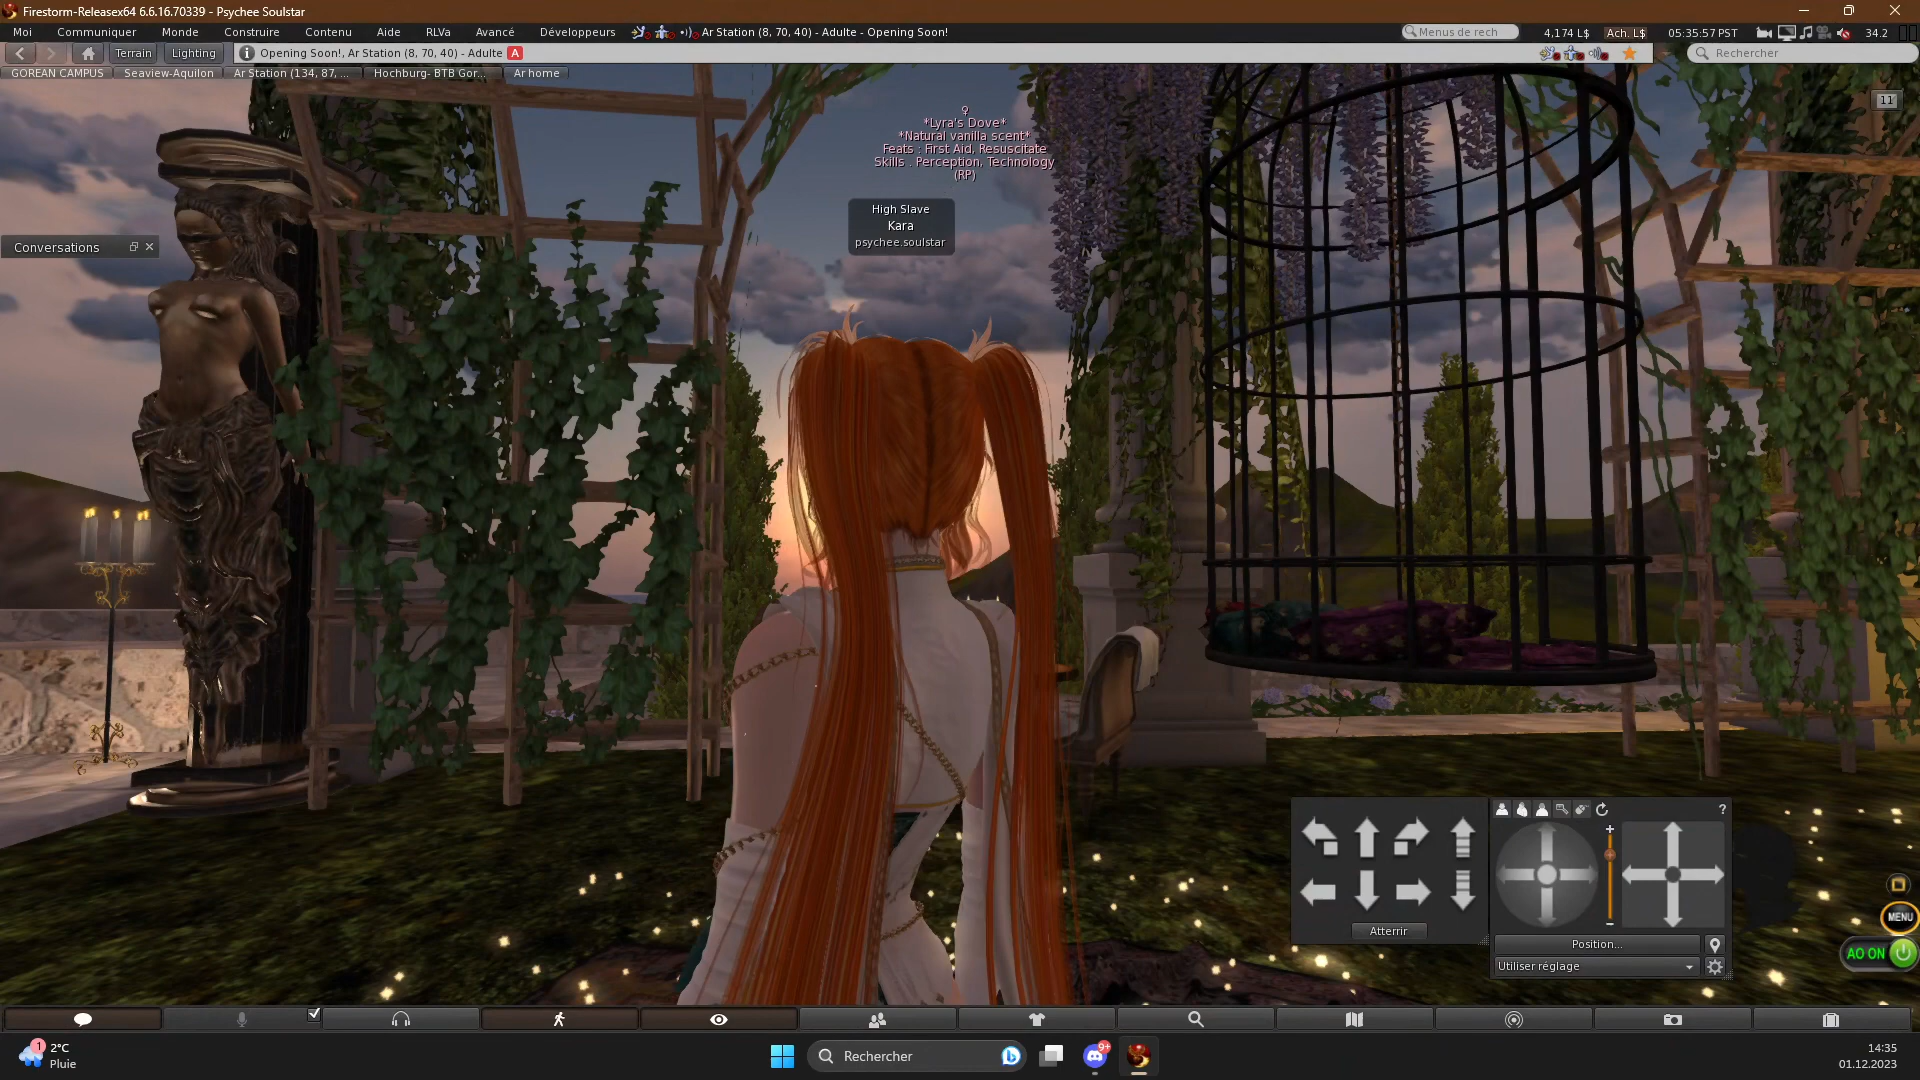 Firestorm-Releasex64 6.6.16.70339 - Psychee Soulstar
Moi Communiquer Monde Construire Contenu Aide RLVa Avancé Développeurs Ar Station (8, 70, 40) - Adulte - Opening Soon! Menus de rech 4,174 L$ Ach. L$ 05:35:57 PST 34.2
Terrain Lighting Opening Soon!, Ar Station (8, 70, 40) - Adulte A Rechercher
GOREAN CAMPUS Seaview-Aquilon Ar Station (134, 87, ... Hochburg- BTB Gor... Ar home
11
*Lyra's Dove*
*Natural vanilla scent*
Feats : First Aid, Resuscitate
Skills . Perception, Technology
(RP)
High Slave
Kara
psychee.soulstar
Conversations
?
+
-
Atterrir
Position...
Utiliser réglage
MENU
AO ON
1
2°C
Pluie
Rechercher
9+
14:35
01.12.2023